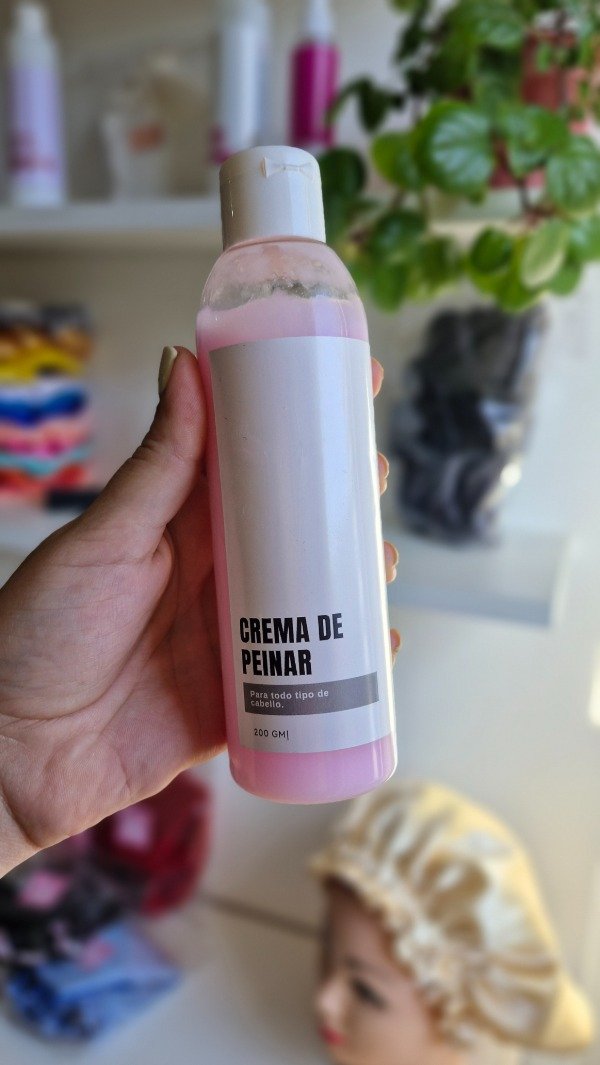 CREMA DE
PEINAR
Para todo tipo de
cabello.
200 GM|